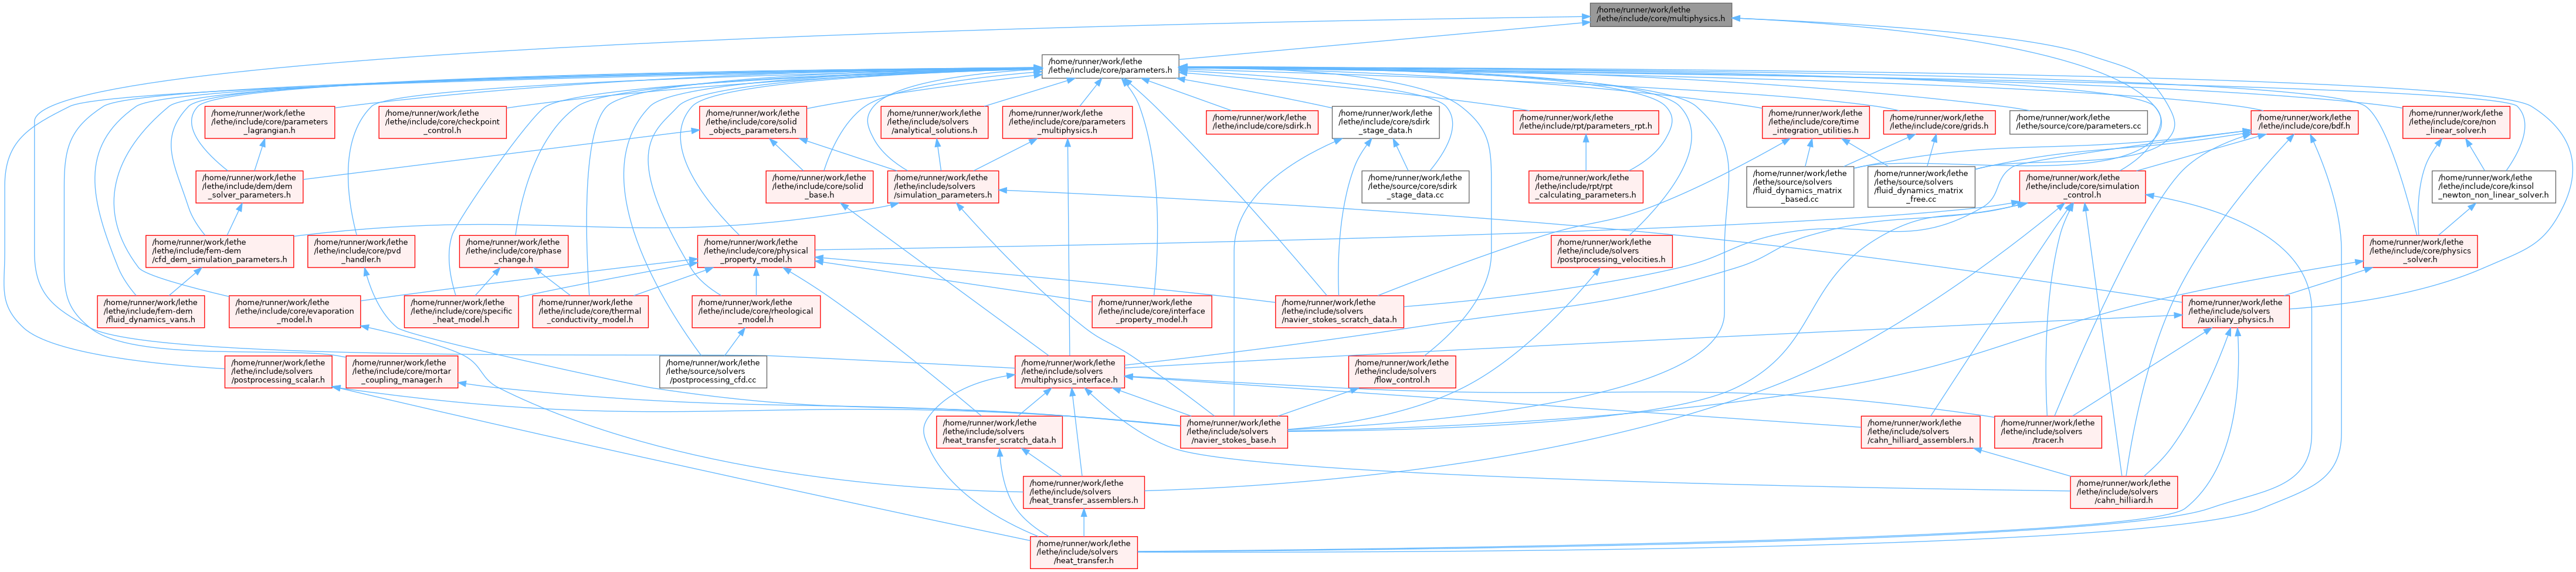 /home/runner/work/lethe
/lethe/include/core/multiphysics.h
/home/runner/work/lethe
/lethe/include/core/parameters.h
/home/runner/work/lethe
/lethe/include/core/parameters
_lagrangian.h
/home/runner/work/lethe
/lethe/include/core/checkpoint
_control.h
/home/runner/work/lethe
/lethe/include/core/solid
_objects_parameters.h
/home/runner/work/lethe
/lethe/include/solvers
/analytical_solutions.h
/home/runner/work/lethe
/lethe/include/core/parameters
_multiphysics.h
/home/runner/work/lethe
/lethe/include/core/sdirk.h
/home/runner/work/lethe
/lethe/include/core/sdirk
_stage_data.h
/home/runner/work/lethe
/lethe/include/rpt/parameters_rpt.h
/home/runner/work/lethe
/lethe/include/core/time
_integration_utilities.h
/home/runner/work/lethe
/lethe/include/core/grids.h
/home/runner/work/lethe
/lethe/source/core/parameters.cc
/home/runner/work/lethe
/lethe/include/core/bdf.h
/home/runner/work/lethe
/lethe/include/core/non
_linear_solver.h
/home/runner/work/lethe
/lethe/include/dem/dem
_solver_parameters.h
/home/runner/work/lethe
/lethe/include/core/solid
_base.h
/home/runner/work/lethe
/lethe/include/solvers
/simulation_parameters.h
/home/runner/work/lethe
/lethe/source/core/sdirk
_stage_data.cc
/home/runner/work/lethe
/lethe/include/rpt/rpt
_calculating_parameters.h
/home/runner/work/lethe
/lethe/source/solvers
/fluid_dynamics_matrix
_based.cc
/home/runner/work/lethe
/lethe/source/solvers
/fluid_dynamics_matrix
_free.cc
/home/runner/work/lethe
/lethe/include/core/simulation
_control.h
/home/runner/work/lethe
/lethe/include/core/kinsol
_newton_non_linear_solver.h
/home/runner/work/lethe
/lethe/include/fem-dem
/cfd_dem_simulation_parameters.h
/home/runner/work/lethe
/lethe/include/core/pvd
_handler.h
/home/runner/work/lethe
/lethe/include/core/phase
_change.h
/home/runner/work/lethe
/lethe/include/core/physical
_property_model.h
/home/runner/work/lethe
/lethe/include/solvers
/postprocessing_velocities.h
/home/runner/work/lethe
/lethe/include/core/physics
_solver.h
/home/runner/work/lethe
/lethe/include/fem-dem
/fluid_dynamics_vans.h
/home/runner/work/lethe
/lethe/include/core/evaporation
_model.h
/home/runner/work/lethe
/lethe/include/core/specific
_heat_model.h
/home/runner/work/lethe
/lethe/include/core/thermal
_conductivity_model.h
/home/runner/work/lethe
/lethe/include/core/rheological
_model.h
/home/runner/work/lethe
/lethe/include/core/interface
_property_model.h
/home/runner/work/lethe
/lethe/include/solvers
/navier_stokes_scratch_data.h
/home/runner/work/lethe
/lethe/include/solvers
/auxiliary_physics.h
/home/runner/work/lethe
/lethe/include/solvers
/postprocessing_scalar.h
/home/runner/work/lethe
/lethe/include/core/mortar
_coupling_manager.h
/home/runner/work/lethe
/lethe/source/solvers
/postprocessing_cfd.cc
/home/runner/work/lethe
/lethe/include/solvers
/multiphysics_interface.h
/home/runner/work/lethe
/lethe/include/solvers
/flow_control.h
/home/runner/work/lethe
/lethe/include/solvers
/heat_transfer_scratch_data.h
/home/runner/work/lethe
/lethe/include/solvers
/navier_stokes_base.h
/home/runner/work/lethe
/lethe/include/solvers
/cahn_hilliard_assemblers.h
/home/runner/work/lethe
/lethe/include/solvers
/tracer.h
/home/runner/work/lethe
/lethe/include/solvers
/heat_transfer_assemblers.h
/home/runner/work/lethe
/lethe/include/solvers
/cahn_hilliard.h
/home/runner/work/lethe
/lethe/include/solvers
/heat_transfer.h